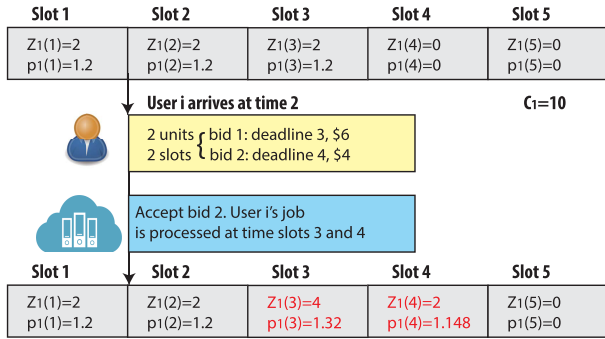 Slot 1 Slot 2 Slot 3 Slot 4 Slot 5
Z1(1)=2 Z1(2)=2 Z1(3)=2 Z1(4)=0 Z1(5)=0
p1(1)=1.2 p1(2)=1.2 p1(3)=1.2 p1(4)=0 p1(5)=0
User i arrives at time 2 C1=10
2 units { bid 1: deadline 3, $6
2 slots bid 2: deadline 4, $4
Accept bid 2. User i’s job
is processed at time slots 3 and 4
Slot 1 Slot 2 Slot 3 Slot 4 Slot 5
Z1(1)=2 Z1(2)=2 Z1(3)=4 Z1(4)=2 Z1(5)=0
p1(1)=1.2 p1(2)=1.2 p1(3)=1.32 p1(4)=1.148 p1(5)=0